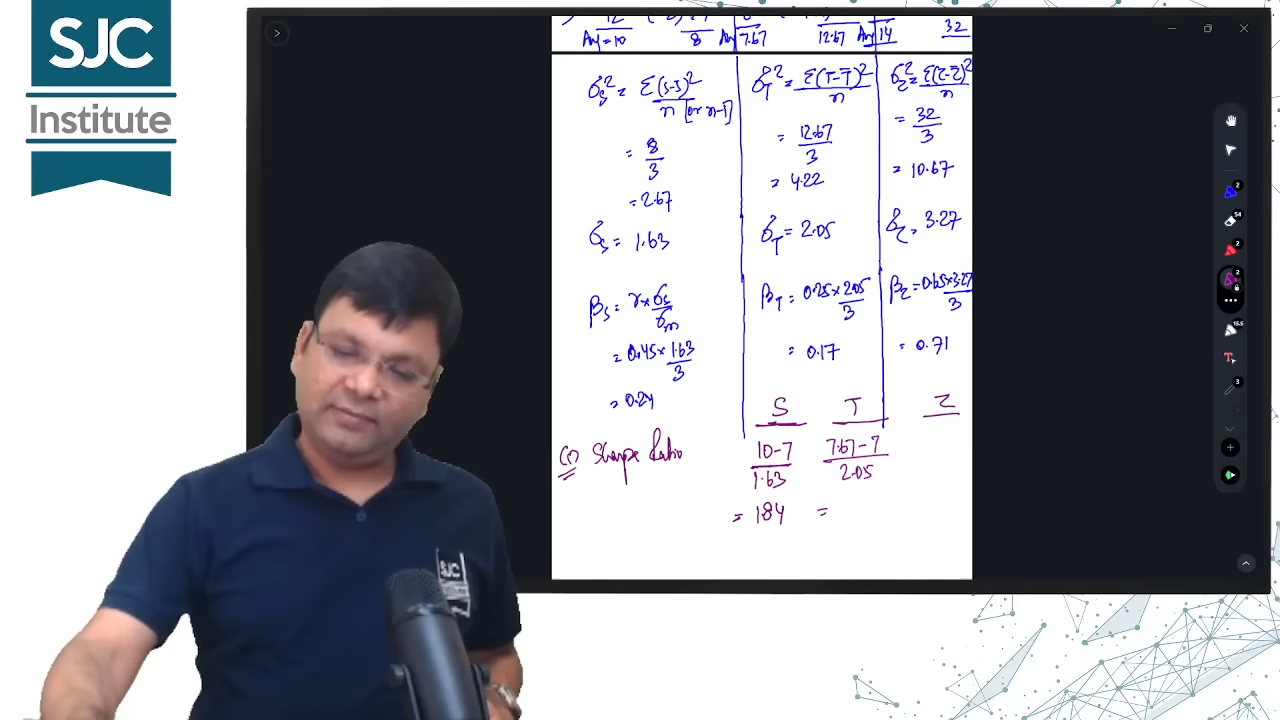 SJC
Institute
Avg=10
8
Avg 7.67
12.67
Avg 14
32
σS² = Σ(S-S̄)²/n [or n-1]
= 8/3
= 2.67
σS = 1.63
βS = r×σS/σm
= 0.45×1.63/3
= 0.24
σT² = Σ(T-T̄)²/n
= 12.67/3
= 4.22
σT = 2.05
βT = 0.25×2.05/3
= 0.17
σZ² = Σ(Z-Z̄)²/n
= 32/3
= 10.67
σZ = 3.27
βZ = 0.65×3.27/3
= 0.71
S T Z
(i) Sharpe Ratio 10-7/1.63 7.67-7/2.05
= 1.84 =
SJC